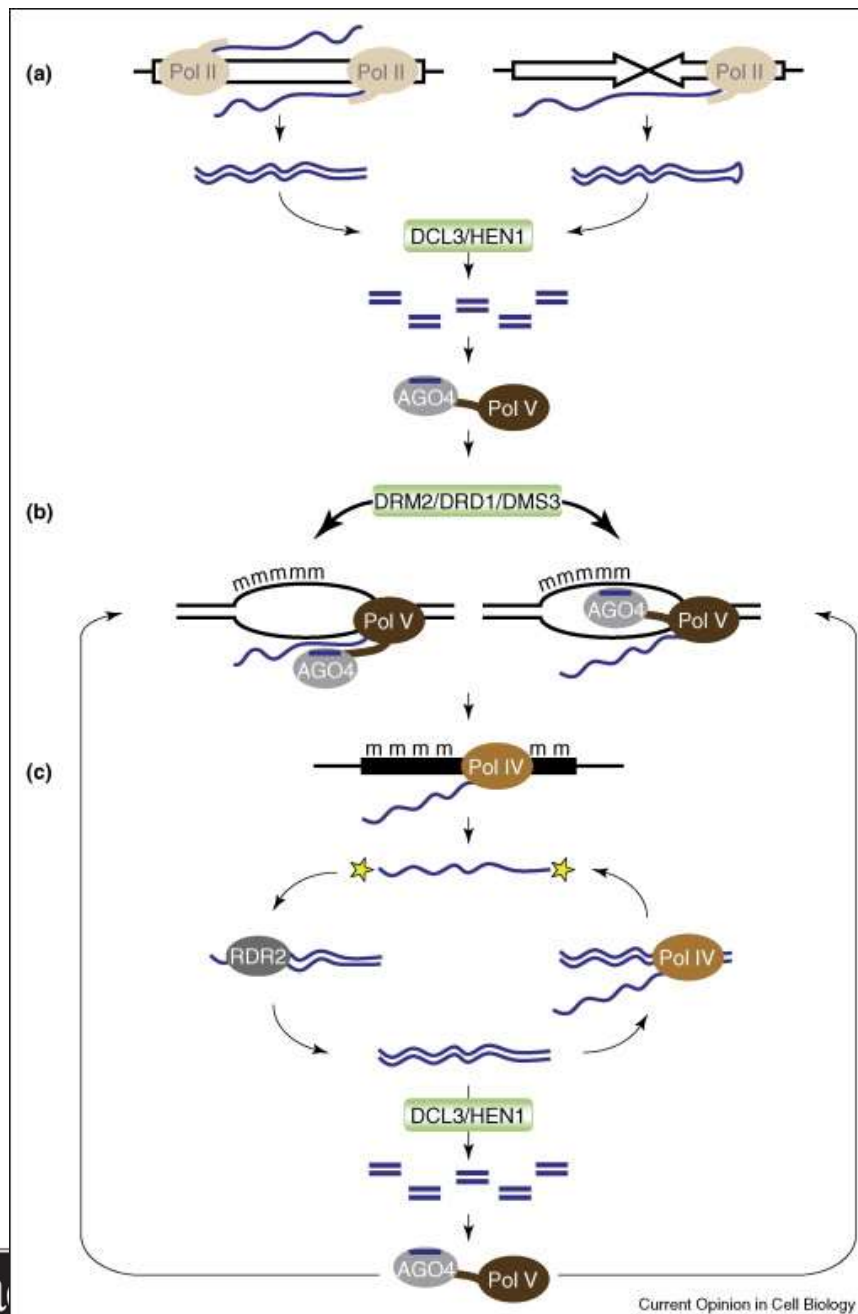 (a)
Pol II
Pol II
Pol II
DCL3/HEN1
AGO4
Pol V
(b)
DRM2/DRD1/DMS3
mmmmm
mmmmm
Pol V
AGO4
AGO4
Pol V
(c)
m m m m
m m
Pol IV
RDR2
Pol IV
DCL3/HEN1
AGO4
Pol V
Current Opinion in Cell Biology